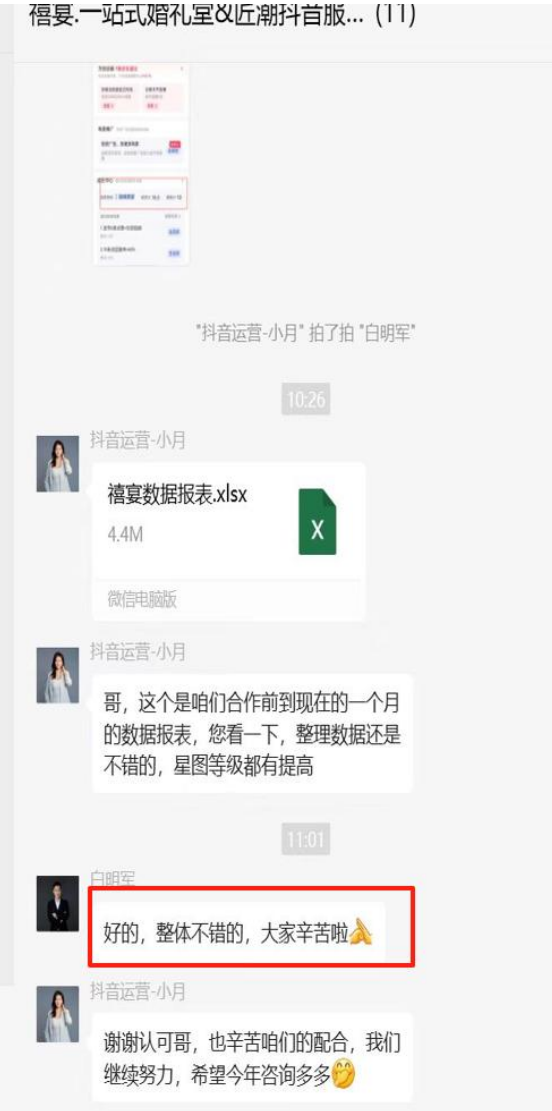 禧宴.一站式婚礼堂&匠潮抖音服... (11)
"抖音运营-小月" 拍了拍 "白明军"
10:26
抖音运营-小月
禧宴数据报表.xlsx
4.4M
X
微信电脑版
抖音运营-小月
哥，这个是咱们合作前到现在的一个月
的数据报表，您看一下，整理数据还是
不错的，星图等级都有提高
11:01
白明军
好的，整体不错的，大家辛苦啦
抖音运营-小月
谢谢认可哥，也辛苦咱们的配合，我们
继续努力，希望今年咨询多多